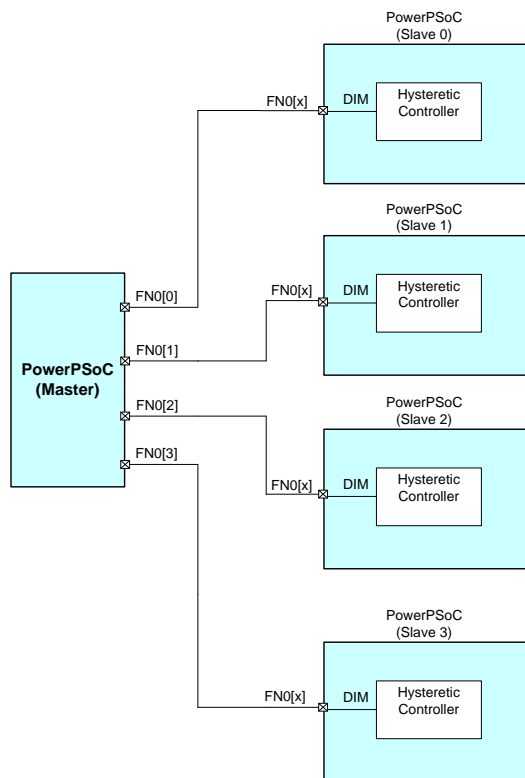 PowerPSoC
(Slave 0)
FN0[x]
DIM
Hysteretic
Controller
PowerPSoC
(Slave 1)
FN0[x]
DIM
Hysteretic
Controller
PowerPSoC
(Master)
FN0[0]
FN0[1]
FN0[2]
FN0[3]
PowerPSoC
(Slave 2)
FN0[x]
DIM
Hysteretic
Controller
PowerPSoC
(Slave 3)
FN0[x]
DIM
Hysteretic
Controller